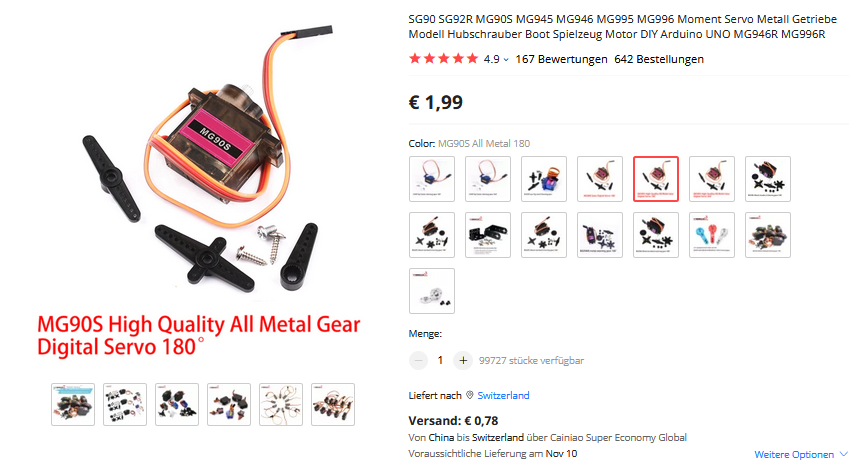 SG90 SG92R MG90S MG945 MG946 MG995 MG996 Moment Servo Metall Getriebe
Modell Hubschrauber Boot Spielzeug Motor DIY Arduino UNO MG946R MG996R
4.9 167 Bewertungen 642 Bestellungen
€ 1,99
Color: MG90S All Metal 180
MG90S
MG90S High Quality All Metal Gear
Digital Servo 180°
Menge:
1 + 99727 stücke verfügbar
Liefert nach Switzerland
Versand: € 0,78
Von China bis Switzerland über Cainiao Super Economy Global
Voraussichtliche Lieferung am Nov 10
Weitere Optionen